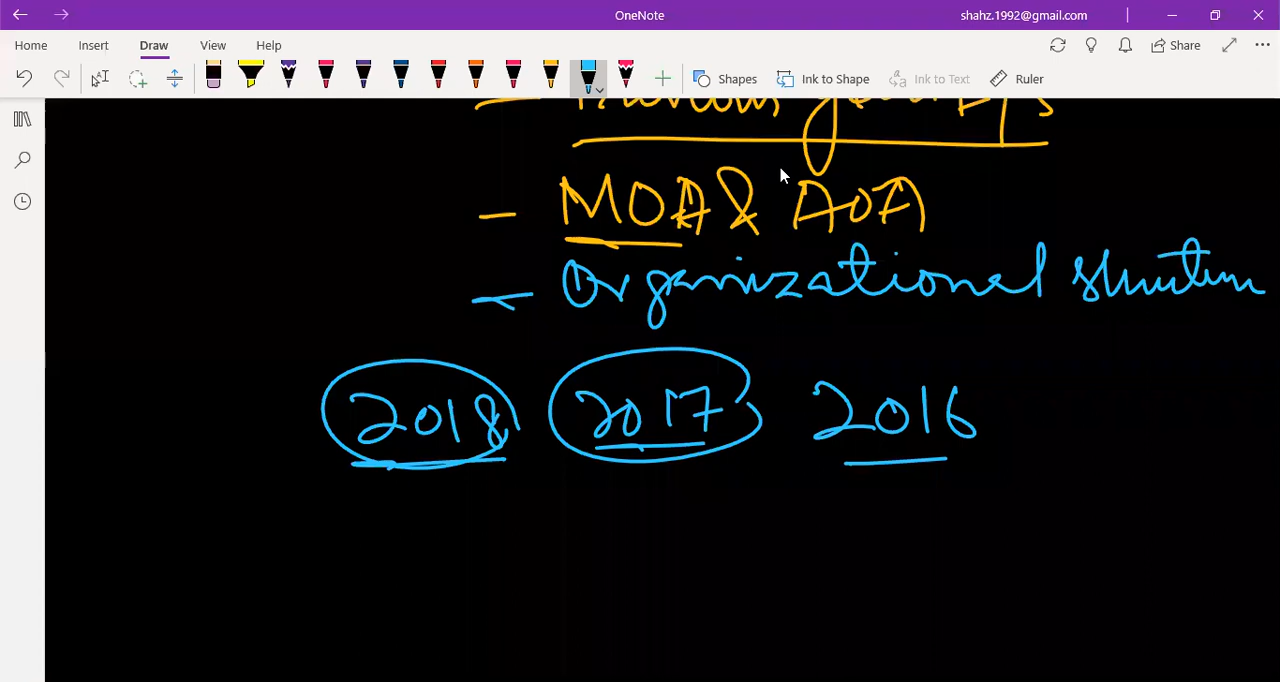 OneNote
shahz.1992@gmail.com
Home Insert Draw View Help
Share
Shapes Ink to Shape Ink to Text Ruler
- MOA & AOA
- Organizational
2018 2017 2016